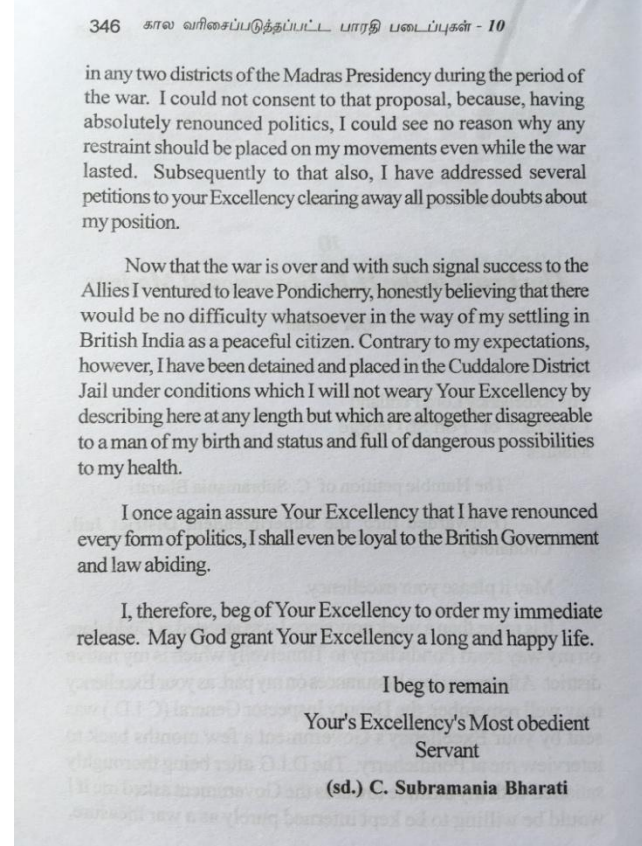 346 கால வரிசைப்படுத்தப்பட்ட பாரதி படைப்புகள் - 10
in any two districts of the Madras Presidency during the period of
the war. I could not consent to that proposal, because, having
absolutely renounced politics, I could see no reason why any
restraint should be placed on my movements even while the war
lasted. Subsequently to that also, I have addressed several
petitions to your Excellency clearing away all possible doubts about
my position.
Now that the war is over and with such signal success to the
Allies I ventured to leave Pondicherry, honestly believing that there
would be no difficulty whatsoever in the way of my settling in
British India as a peaceful citizen. Contrary to my expectations,
however, I have been detained and placed in the Cuddalore District
Jail under conditions which I will not weary Your Excellency by
describing here at any length but which are altogether disagreeable
to a man of my birth and status and full of dangerous possibilities
to my health.
I once again assure Your Excellency that I have renounced
every form of politics, I shall even be loyal to the British Government
and law abiding.
I, therefore, beg of Your Excellency to order my immediate
release. May God grant Your Excellency a long and happy life.
I beg to remain
Your's Excellency's Most obedient
Servant
(sd.) C. Subramania Bharati